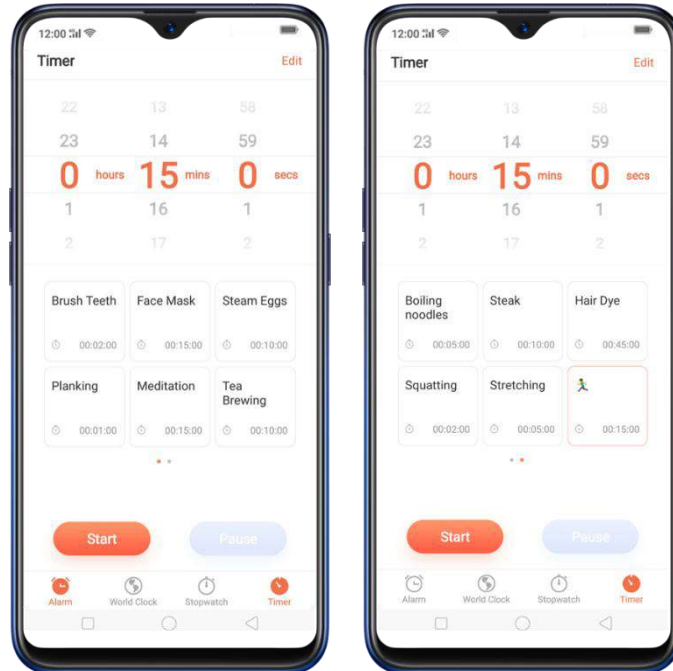 12:00
Timer
Edit
22 13 58
23 14 59
0 hours 15 mins 0 secs
1 16 1
2 17 2
Brush Teeth
00:02:00
Face Mask
00:15:00
Steam Eggs
00:10:00
Planking
00:01:00
Meditation
00:15:00
Tea
Brewing
00:10:00
Start
Pause
Alarm
World Clock
Stopwatch
Timer
12:00
Timer
Edit
22 13 58
23 14 59
0 hours 15 mins 0 secs
1 16 1
2 17 2
Boiling
noodles
00:05:00
Steak
00:10:00
Hair Dye
00:45:00
Squatting
00:02:00
Stretching
00:05:00
00:15:00
Start
Pause
Alarm
World Clock
Stopwatch
Timer